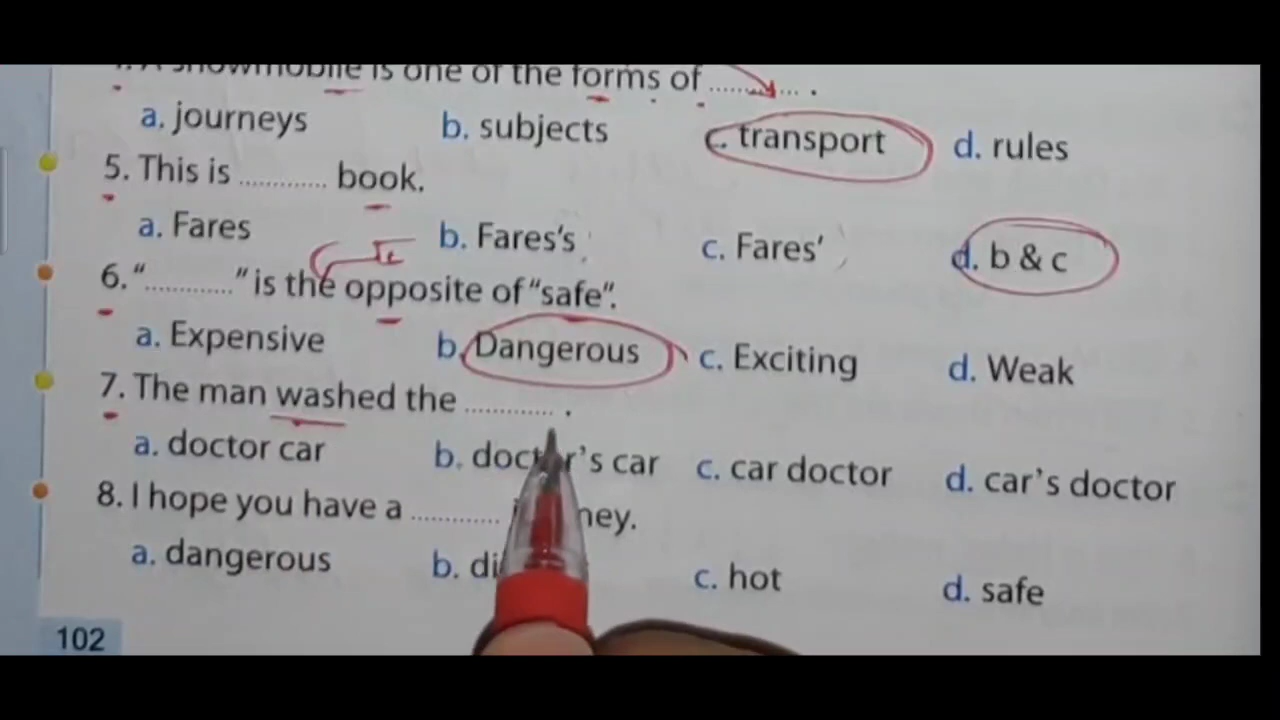 4. A snowmobile is one of the forms of ............ .
a. journeys b. subjects c. transport d. rules
5. This is ............ book.
a. Fares b. Fares's c. Fares' d. b & c
6. "............" is the opposite of "safe".
a. Expensive b. Dangerous c. Exciting d. Weak
7. The man washed the ............ .
a. doctor car b. doctor's car c. car doctor d. car's doctor
8. I hope you have a ............
a. dangerous b. c. hot d. safe
102